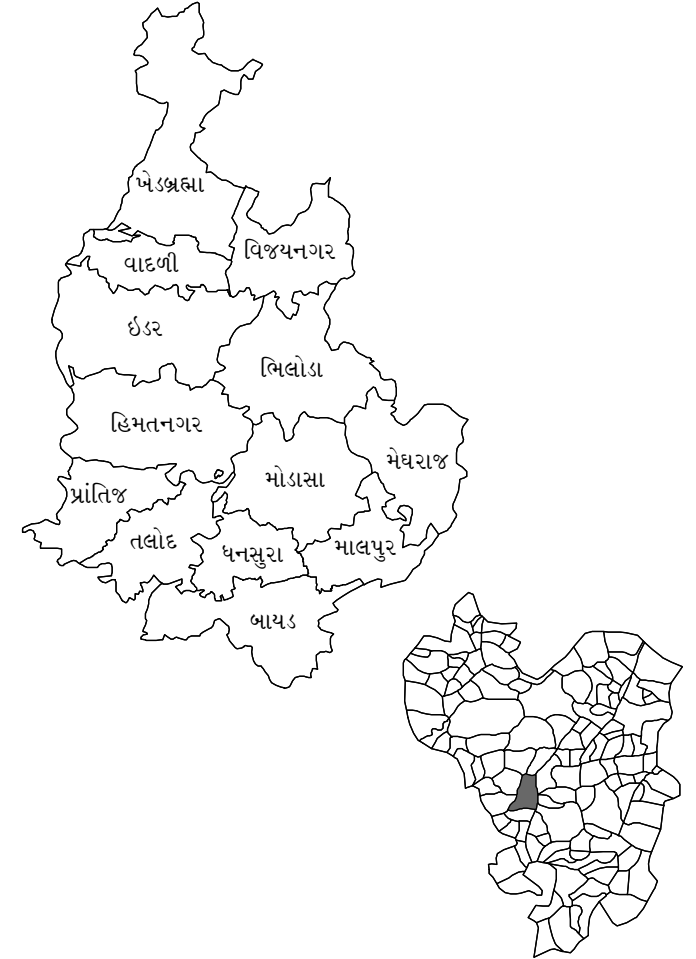 ખેડબ્રહ્મા
વિજયનગર
વાદળી
ઇડર
ભિલોડા
હિમતનગર
મેઘરાજ
મોડાસા
પ્રાંતિજ
તલોદ
ધનસુરા
માલપુર
બાયડ